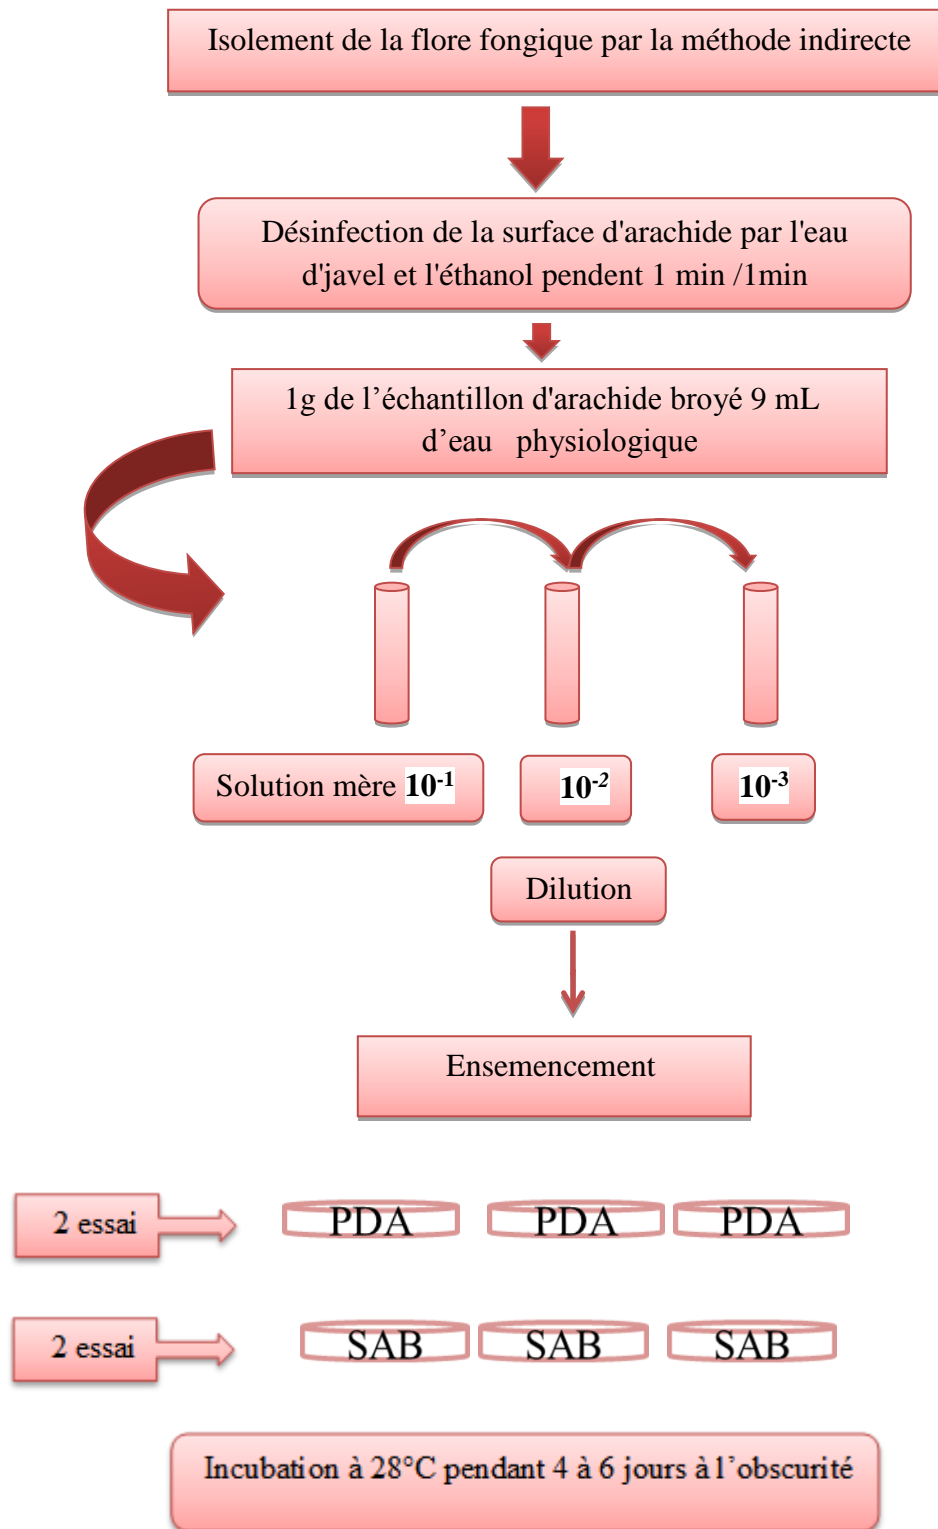 Isolement de la flore fongique par la méthode indirecte
Désinfection de la surface d'arachide par l'eau
d'javel et l'éthanol pendent 1 min /1min
1g de l’échantillon d'arachide broyé 9 mL
d’eau physiologique
Solution mère 10⁻¹
10⁻²
10⁻³
Dilution
Ensemencement
2 essai
PDA PDA PDA
2 essai
SAB SAB SAB
Incubation à 28°C pendant 4 à 6 jours à l’obscurité